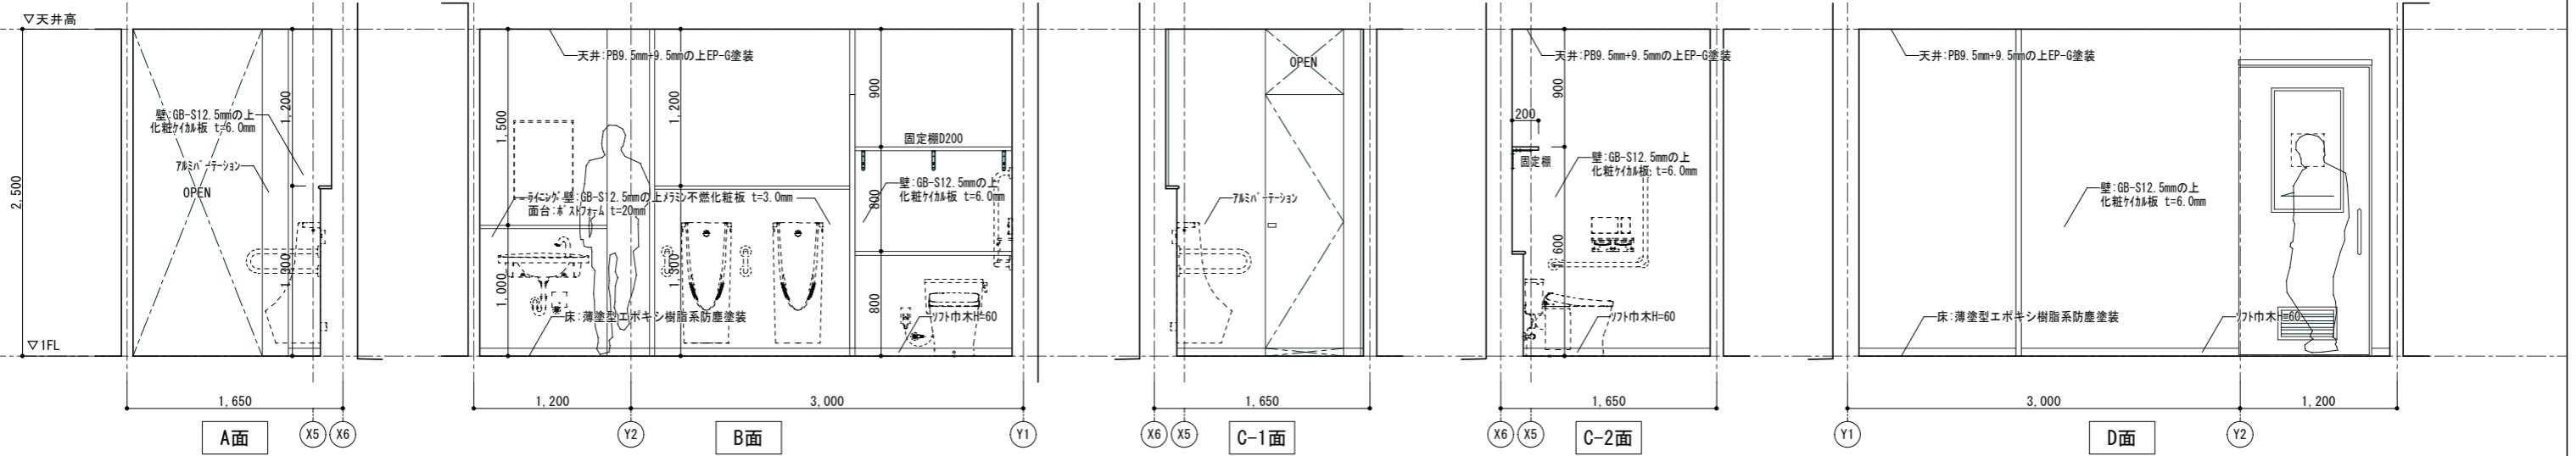 ▽天井高
2,500
▽1FL
壁:GB-S12.5mmの上
化粧ｹｲｶﾙ板 t=6.0mm
ｱﾙﾐﾊﾟｰﾃｰｼｮﾝ
OPEN
1,200
1,300
1,650
A面
X5
X6
天井:PB9.5mm+9.5mmの上EP-G塗装
1,500
1,000
1,200
1,300
900
800
800
固定棚D200
ﾗｲﾆﾝｸﾞ壁:GB-S12.5mmの上ﾒﾗﾐﾝ不燃化粧板 t=3.0mm
面台:ﾎﾟｽﾄﾌｫｰﾑ t=20mm
壁:GB-S12.5mmの上
化粧ｹｲｶﾙ板 t=6.0mm
床:薄塗型エポキシ樹脂系防塵塗装
ｿﾌﾄ巾木H=60
1,200
3,000
Y2
B面
Y1
OPEN
ｱﾙﾐﾊﾟｰﾃｰｼｮﾝ
1,650
X6
X5
C-1面
天井:PB9.5mm+9.5mmの上EP-G塗装
900
200
固定棚
壁:GB-S12.5mmの上
化粧ｹｲｶﾙ板 t=6.0mm
1,600
ｿﾌﾄ巾木H=60
1,650
X6
X5
C-2面
天井:PB9.5mm+9.5mmの上EP-G塗装
壁:GB-S12.5mmの上
化粧ｹｲｶﾙ板 t=6.0mm
床:薄塗型エポキシ樹脂系防塵塗装
ｿﾌﾄ巾木H=60
3,000
1,200
Y1
D面
Y2